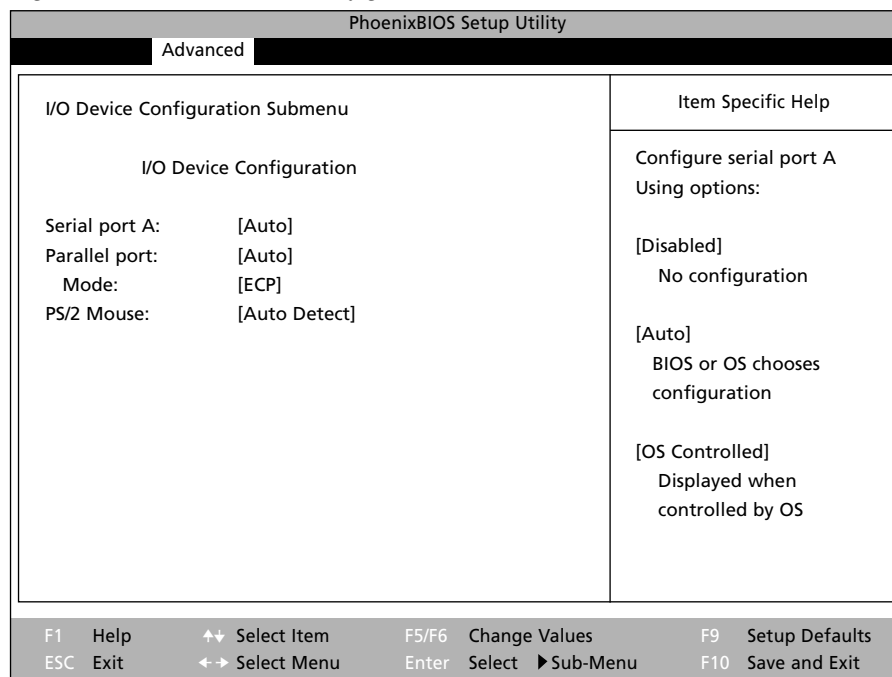 PhoenixBIOS Setup Utility
Advanced
I/O Device Configuration Submenu
I/O Device Configuration
Serial port A: [Auto]
Parallel port: [Auto]
Mode: [ECP]
PS/2 Mouse: [Auto Detect]
Item Specific Help
Configure serial port A
Using options:
[Disabled]
No configuration
[Auto]
BIOS or OS chooses
configuration
[OS Controlled]
Displayed when
controlled by OS
F1 Help Select Item F5/F6 Change Values F9 Setup Defaults
ESC Exit Select Menu Enter Select Sub-Menu F10 Save and Exit